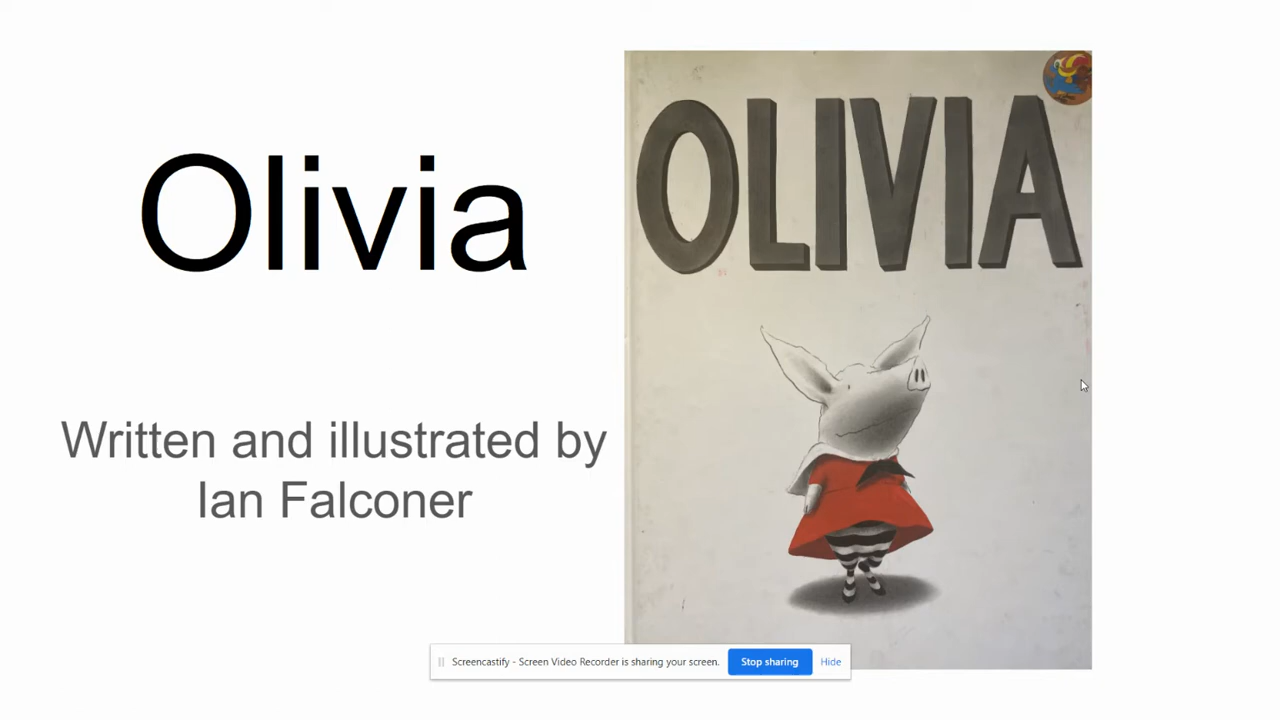 Olivia
Written and illustrated by
Ian Falconer
OLIVIA
Screencastify - Screen Video Recorder is sharing your screen.
Stop sharing
Hide